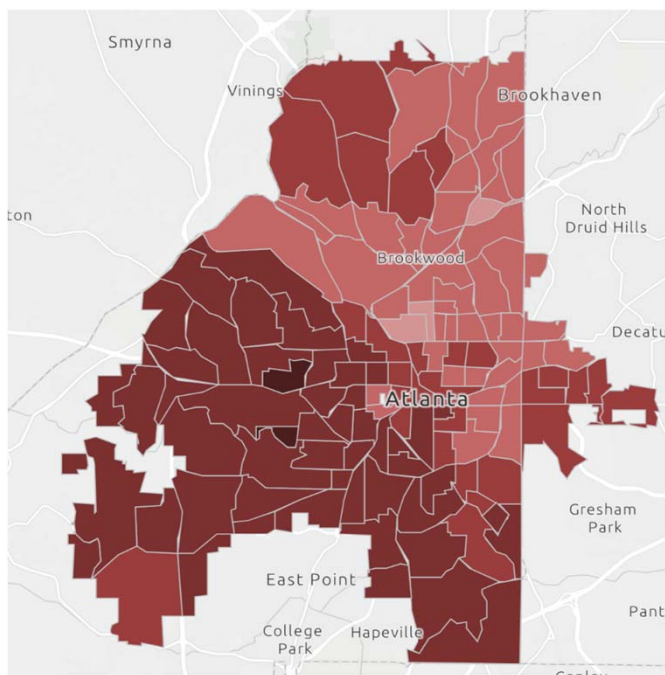 Smyrna
Vinings
Brookhaven
ton
North
Druid Hills
Brookwood
Decatu
Atlanta
Gresham
Park
East Point
Pant
College
Park
Hapeville